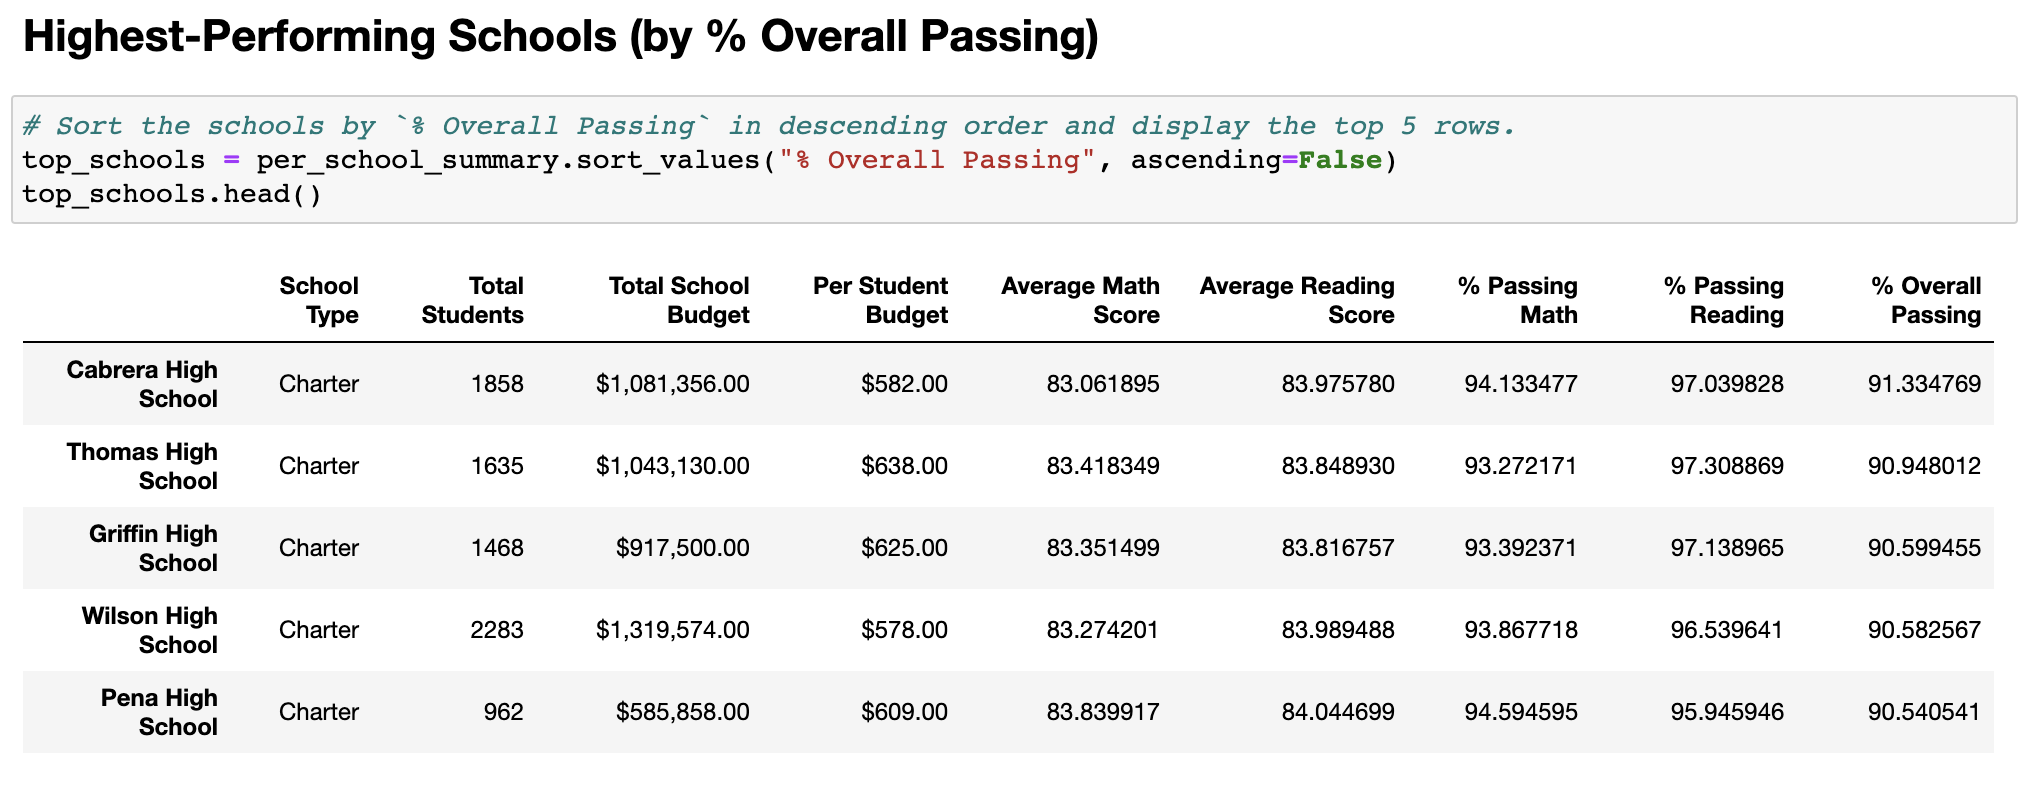 Highest-Performing Schools (by % Overall Passing)
# Sort the schools by `% Overall Passing` in descending order and display the top 5 rows.
top_schools = per_school_summary.sort_values("% Overall Passing", ascending=False)
top_schools.head()
School Total Total School Per Student Average Math Average Reading % Passing % Passing % Overall
Type Students Budget Budget Score Score Math Reading Passing
Cabrera High
School Charter 1858 $1,081,356.00 $582.00 83.061895 83.975780 94.133477 97.039828 91.334769
Thomas High
School Charter 1635 $1,043,130.00 $638.00 83.418349 83.848930 93.272171 97.308869 90.948012
Griffin High
School Charter 1468 $917,500.00 $625.00 83.351499 83.816757 93.392371 97.138965 90.599455
Wilson High
School Charter 2283 $1,319,574.00 $578.00 83.274201 83.989488 93.867718 96.539641 90.582567
Pena High
School Charter 962 $585,858.00 $609.00 83.839917 84.044699 94.594595 95.945946 90.540541